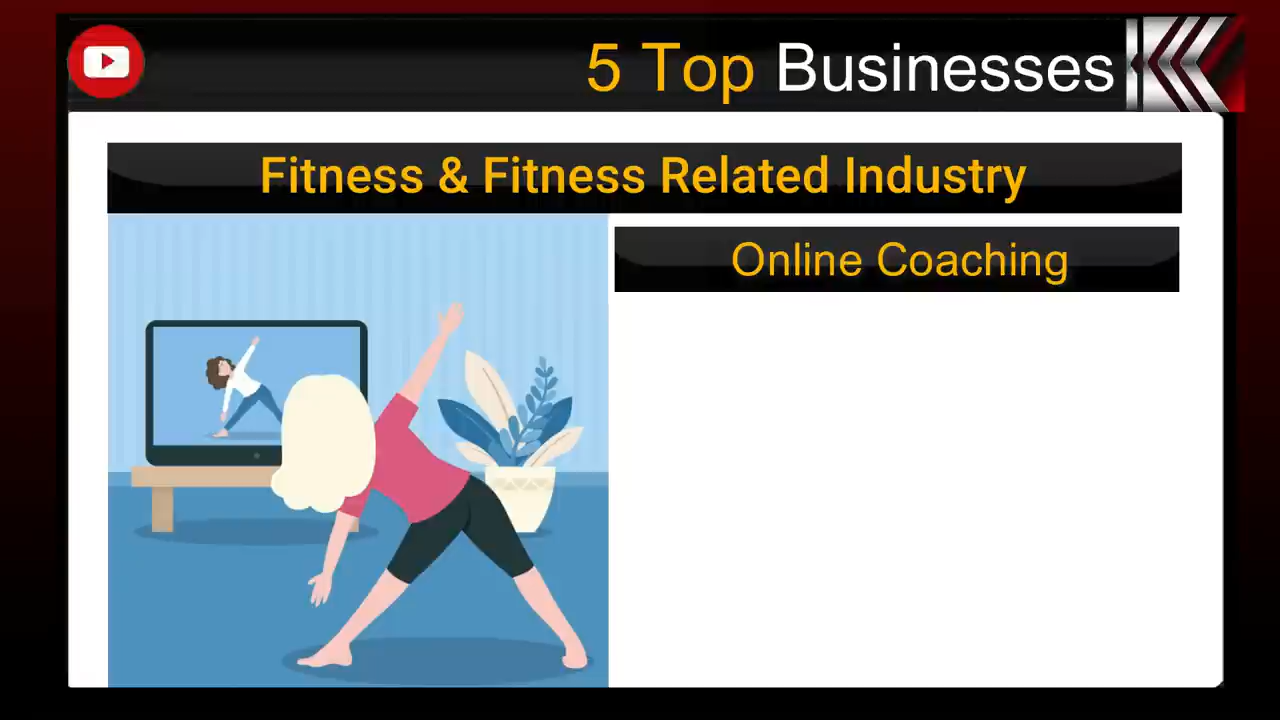 5 Top Businesses
Fitness & Fitness Related Industry
Online Coaching